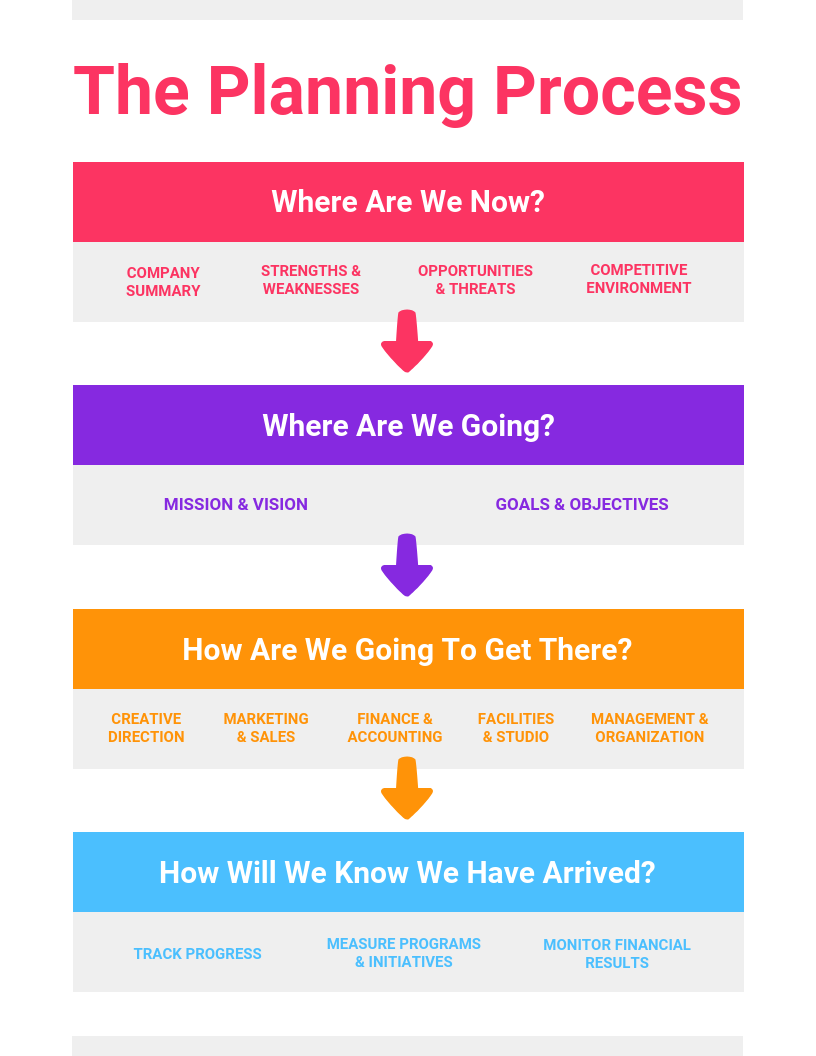 The Planning Process
Where Are We Now?
COMPANY
SUMMARY
STRENGTHS &
WEAKNESSES
OPPORTUNITIES
& THREATS
COMPETITIVE
ENVIRONMENT
Where Are We Going?
MISSION & VISION
GOALS & OBJECTIVES
How Are We Going To Get There?
CREATIVE
DIRECTION
MARKETING
& SALES
FINANCE &
ACCOUNTING
FACILITIES
& STUDIO
MANAGEMENT &
ORGANIZATION
How Will We Know We Have Arrived?
TRACK PROGRESS
MEASURE PROGRAMS
& INITIATIVES
MONITOR FINANCIAL
RESULTS